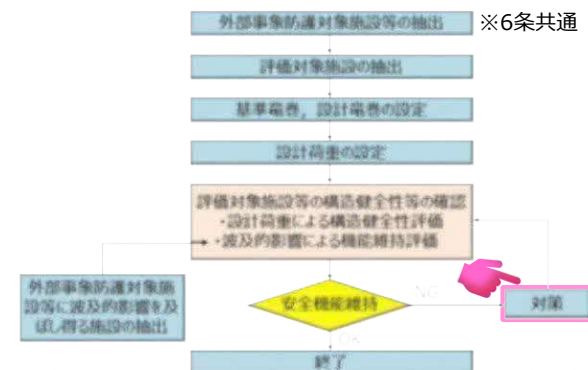 外部事象防護対象施設等の抽出 ※6条共通
評価対象施設の抽出
基準竜巻，設計竜巻の設定
設計荷重の設定
評価対象施設等の構造健全性等の確認
・設計荷重による構造健全性評価
・波及的影響による機能維持評価
外部事象防護対象施
設等に波及的影響を及
ぼし得る施設の抽出
安全機能維持
NG
対策
OK
終了